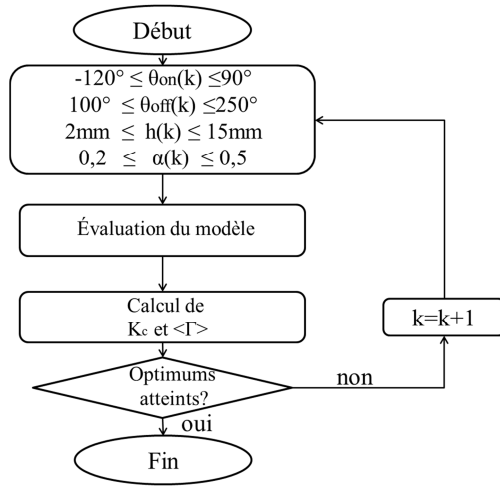 Début
-120° ≤ θon(k) ≤90°
100° ≤ θoff(k) ≤250°
2mm ≤ h(k) ≤ 15mm
0,2 ≤ α(k) ≤ 0,5
Évaluation du modèle
Calcul de
Kc et <Γ>
k=k+1
Optimums
atteints?
non
oui
Fin